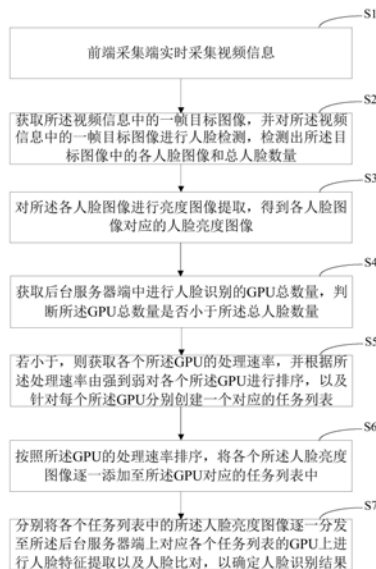 S1
前端采集端实时采集视频信息
S2
获取所述视频信息中的一帧目标图像，并对所述视频
信息中的一帧目标图像进行人脸检测，检测出所述目
标图像中的各人脸图像和总人脸数量
S3
对所述各人脸图像进行亮度图像提取，得到各人脸图
像对应的人脸亮度图像
S4
获取后台服务器端中进行人脸识别的GPU总数量，判
断所述GPU总数量是否小于所述总人脸数量
S5
若小于，则获取各个所述GPU的处理速率，并根据所
述处理速率由强到弱对各个所述GPU进行排序，以及
针对每个所述GPU分别创建一个对应的任务列表
S6
按照所述GPU的处理速率排序，将各个所述人脸亮度
图像逐一添加至所述GPU对应的任务列表中
S7
分别将各个任务列表中的所述人脸亮度图像逐一分发
至所述后台服务器端上对应各个任务列表的GPU上进
行人脸特征提取以及人脸比对，以确定人脸识别结果